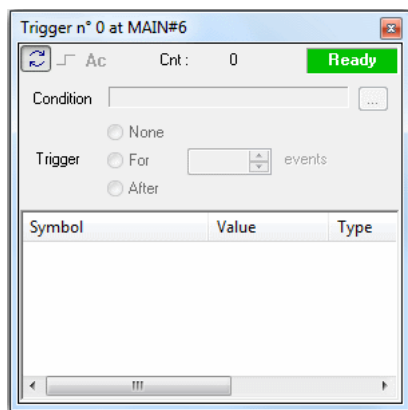 Trigger n° 0 at MAIN#6
Ac Cnt : 0 Ready
Condition ...
None
Trigger For events
After
Symbol Value Type